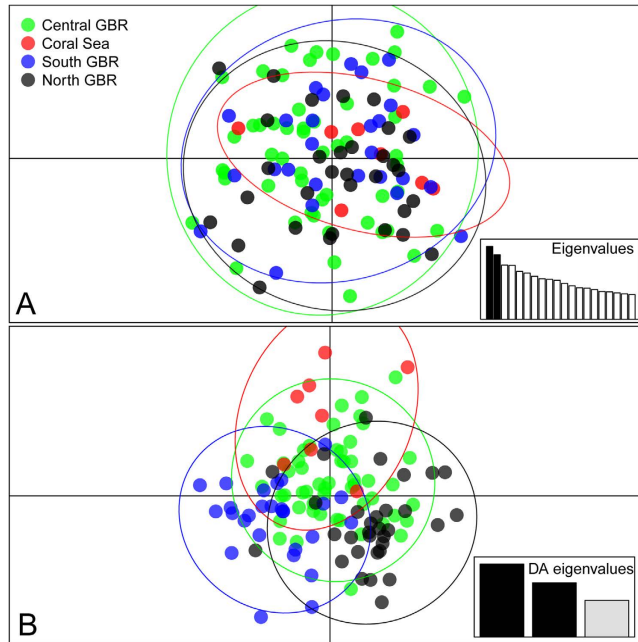 Central GBR
Coral Sea
South GBR
North GBR
Eigenvalues
A
DA eigenvalues
B